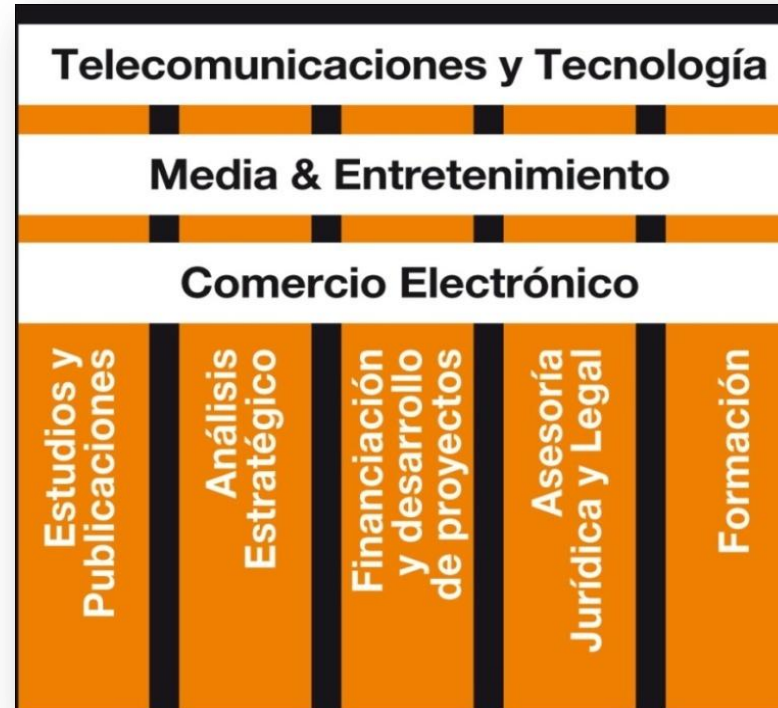 Telecomunicaciones y Tecnología
Media & Entretenimiento
Comercio Electrónico
Estudios y
Publicaciones
Análisis
Estratégico
Financiación
y desarrollo
de proyectos
Asesoría
Jurídica y Legal
Formación